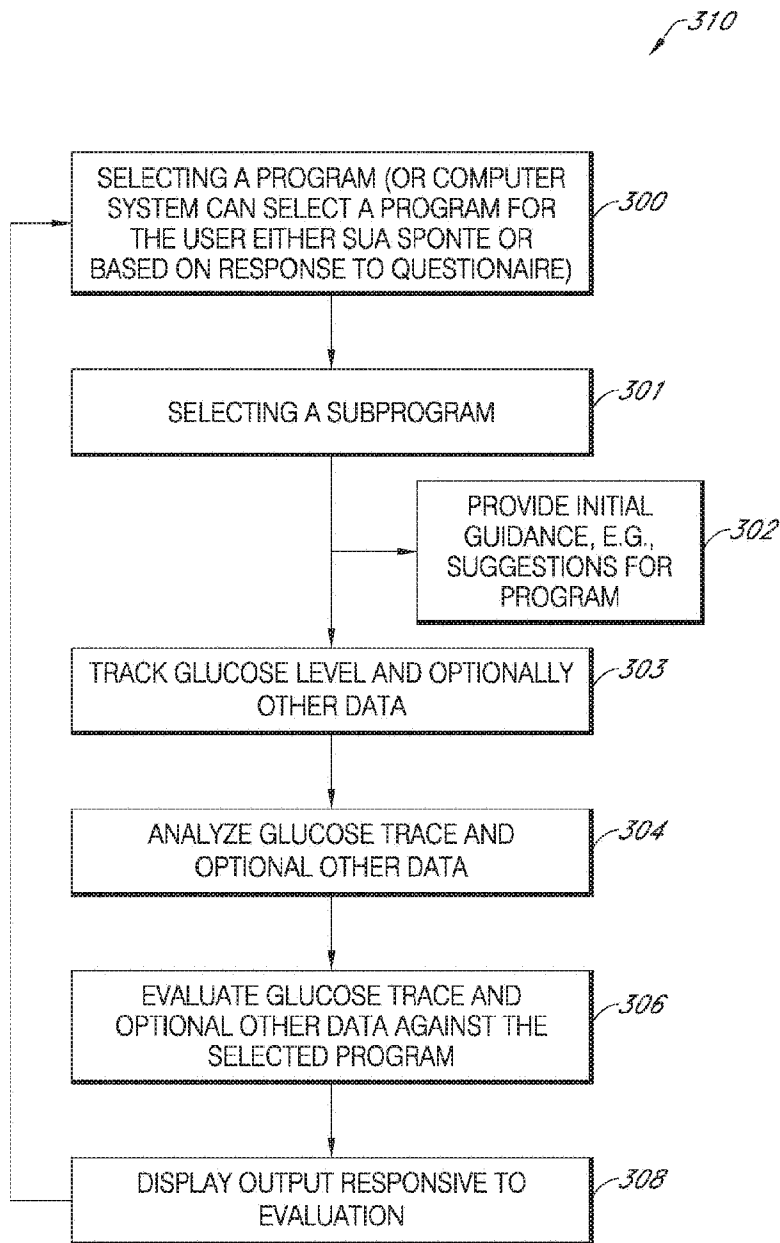 310
SELECTING A PROGRAM (OR COMPUTER
SYSTEM CAN SELECT A PROGRAM FOR
THE USER EITHER SUA SPONTE OR
BASED ON RESPONSE TO QUESTIONAIRE)
300
SELECTING A SUBPROGRAM
301
PROVIDE INITIAL
GUIDANCE, E.G.,
SUGGESTIONS FOR
PROGRAM
302
TRACK GLUCOSE LEVEL AND OPTIONALLY
OTHER DATA
303
ANALYZE GLUCOSE TRACE AND
OPTIONAL OTHER DATA
304
EVALUATE GLUCOSE TRACE AND
OPTIONAL OTHER DATA AGAINST THE
SELECTED PROGRAM
306
DISPLAY OUTPUT RESPONSIVE TO
EVALUATION
308